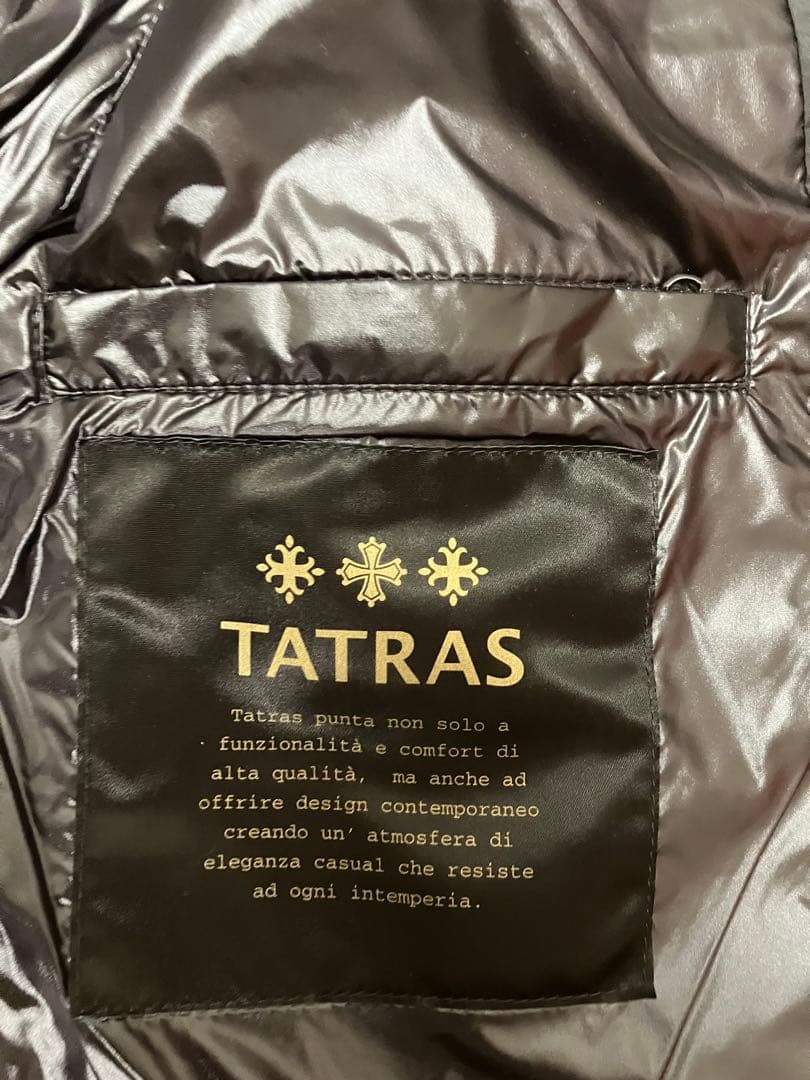 TATRAS
Tatras punta non solo a
funzionalità e comfort di
alta qualità, ma anche ad
offrire design contemporaneo
creando un' atmosfera di
eleganza casual che resiste
ad ogni intemperia.